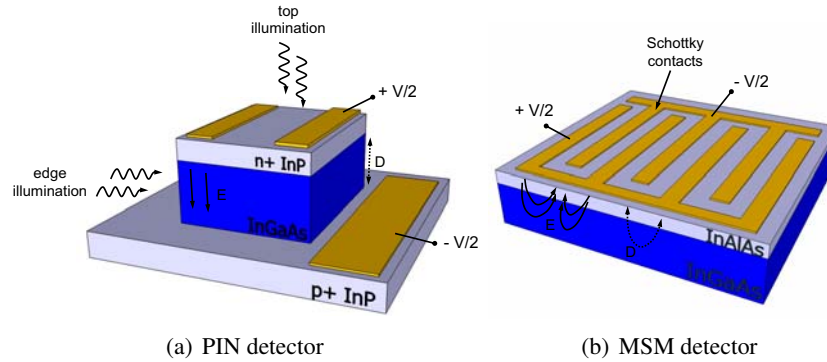 top
illumination
+ V/2
n+ InP
D
edge
illumination
E
InGaAs
- V/2
p+ InP
(a) PIN detector
Schottky
contacts
- V/2
+ V/2
E
D
InAlAs
InGaAs
(b) MSM detector